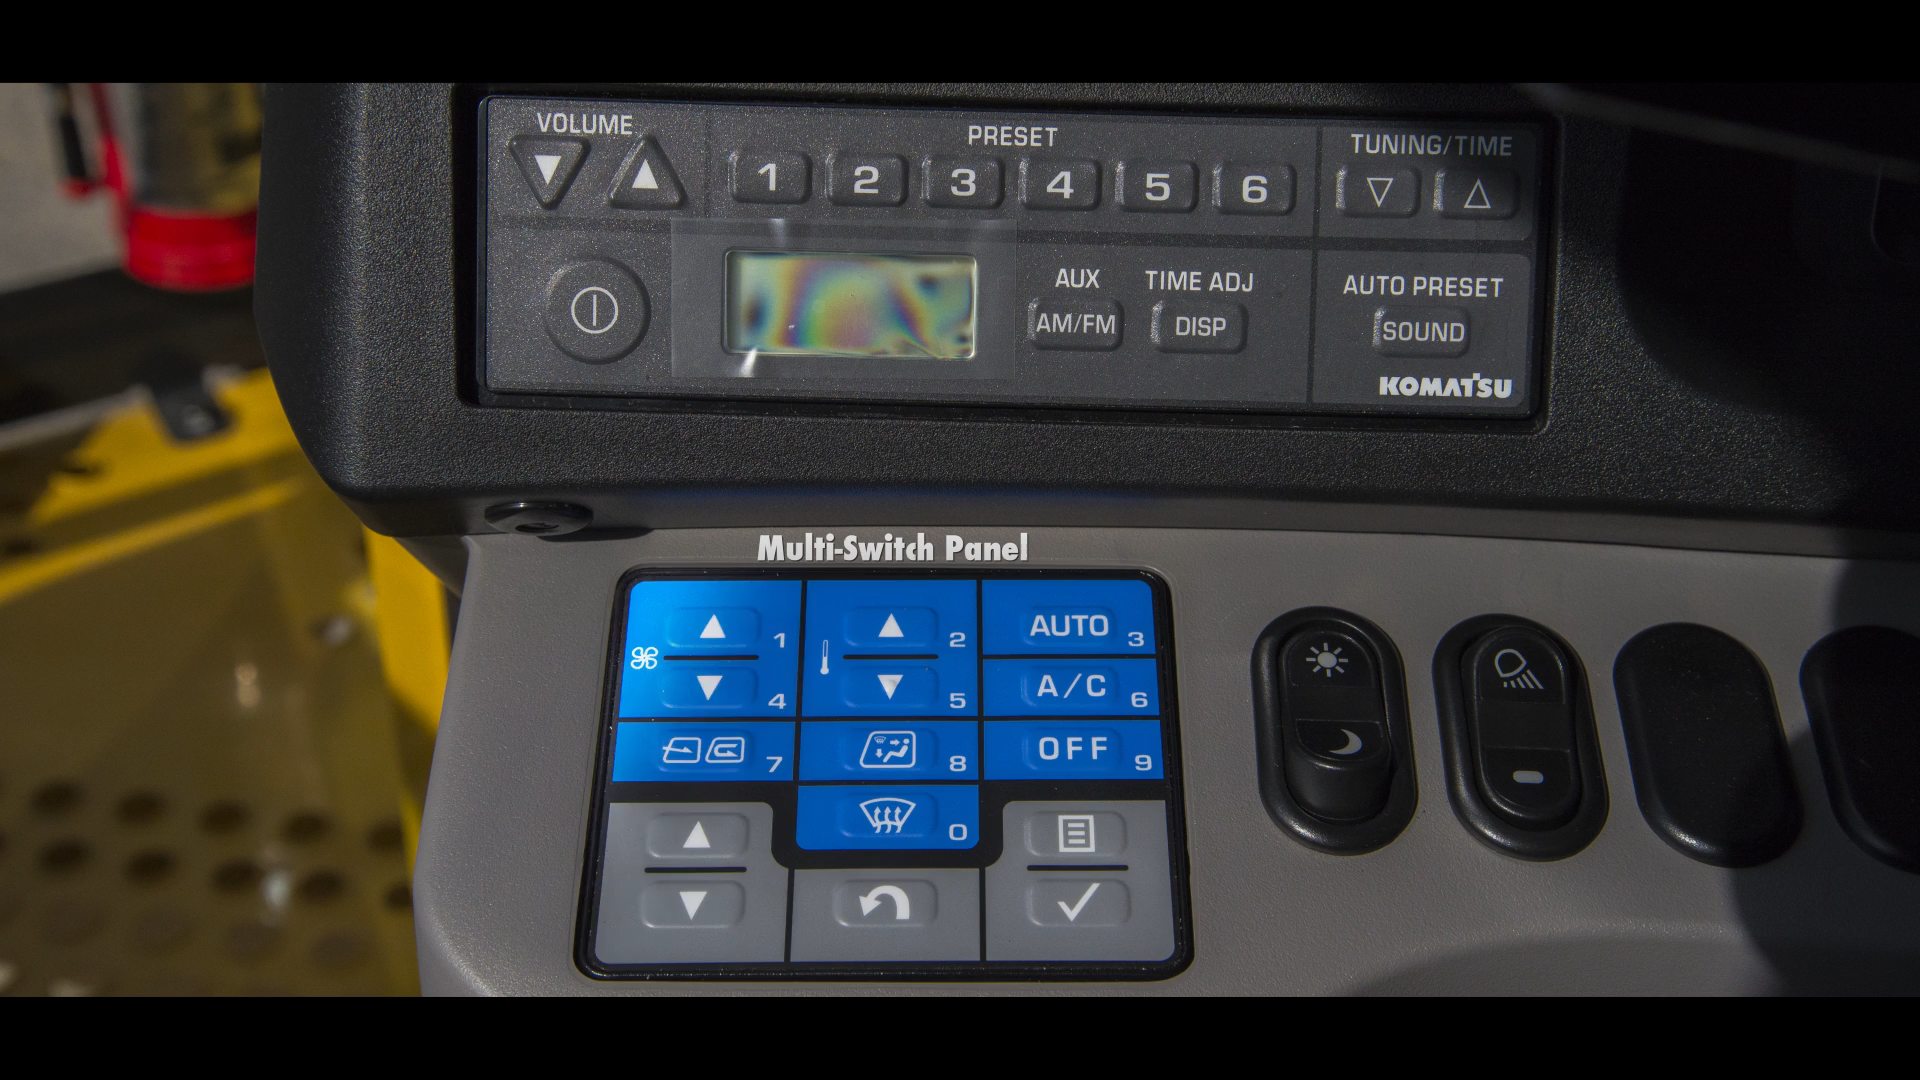 VOLUME
PRESET
TUNING/TIME
1 2 3 4 5 6
AUX
TIME ADJ
AUTO PRESET
AM/FM
DISP
SOUND
KOMATSU
Multi-Switch Panel
1
2
AUTO 3
4
5
A/C 6
7
8
OFF 9
0